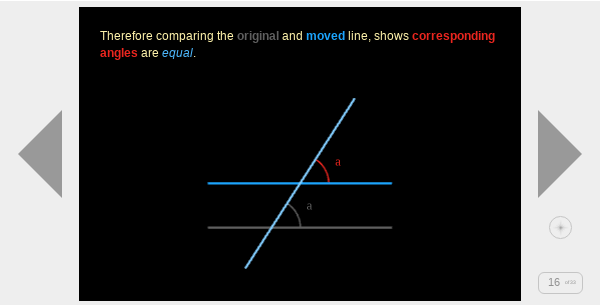 Therefore comparing the original and moved line, shows corresponding
angles are equal.
a
a
16